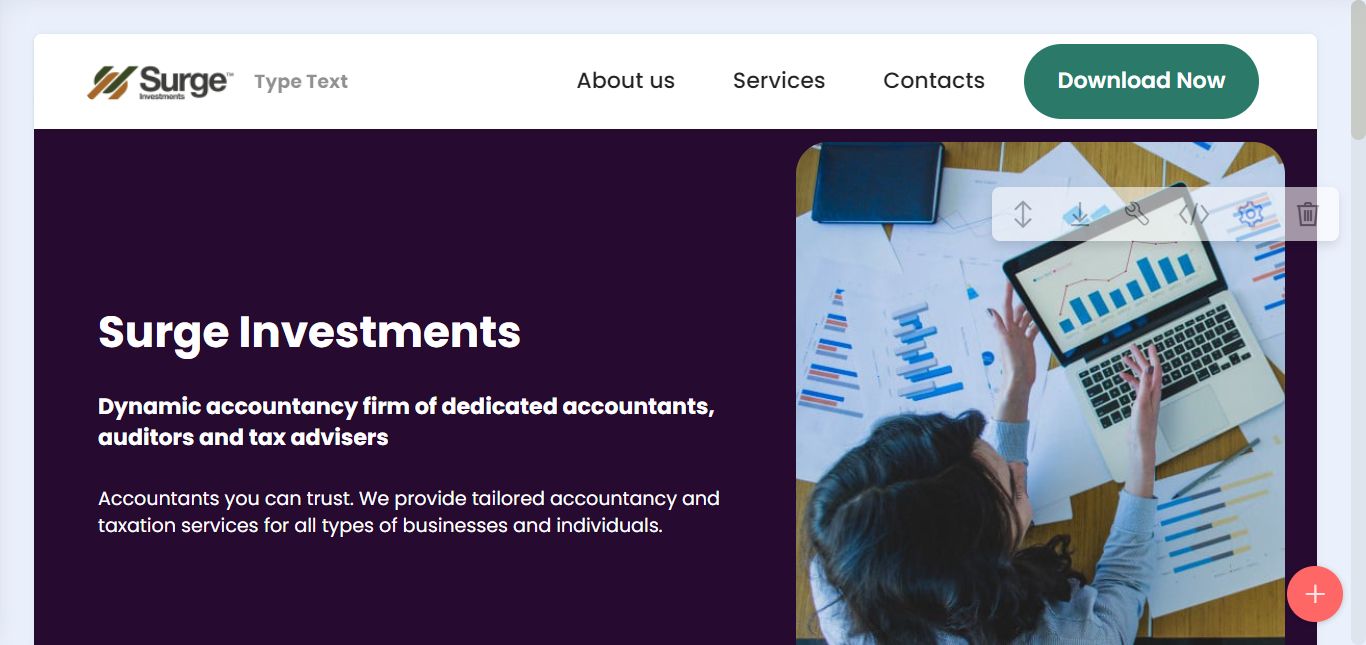 Surge™
Investments
Type Text
About us
Services
Contacts
Download Now
Surge Investments
Dynamic accountancy firm of dedicated accountants,
auditors and tax advisers
Accountants you can trust. We provide tailored accountancy and
taxation services for all types of businesses and individuals.